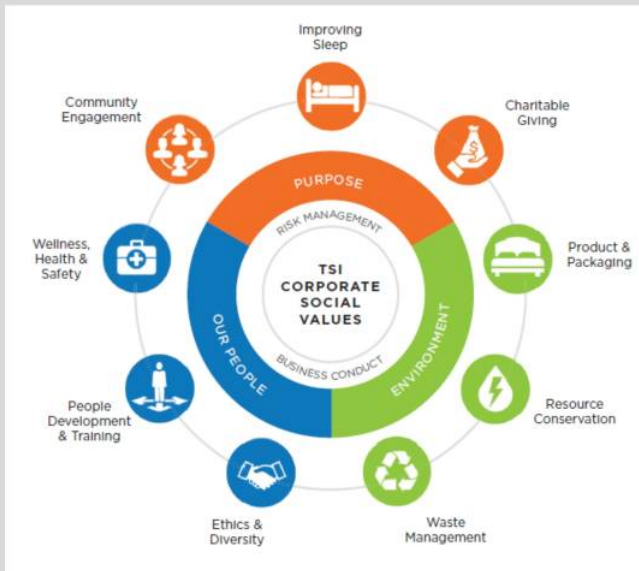 Improving
Sleep
Community
Engagement
Charitable
Giving
PURPOSE
RISK MANAGEMENT
Wellness,
Health &
Safety
Product &
Packaging
TSI
CORPORATE
SOCIAL
VALUES
OUR PEOPLE
ENVIRONMENT
BUSINESS CONDUCT
People
Development
& Training
Resource
Conservation
Ethics &
Diversity
Waste
Management
$